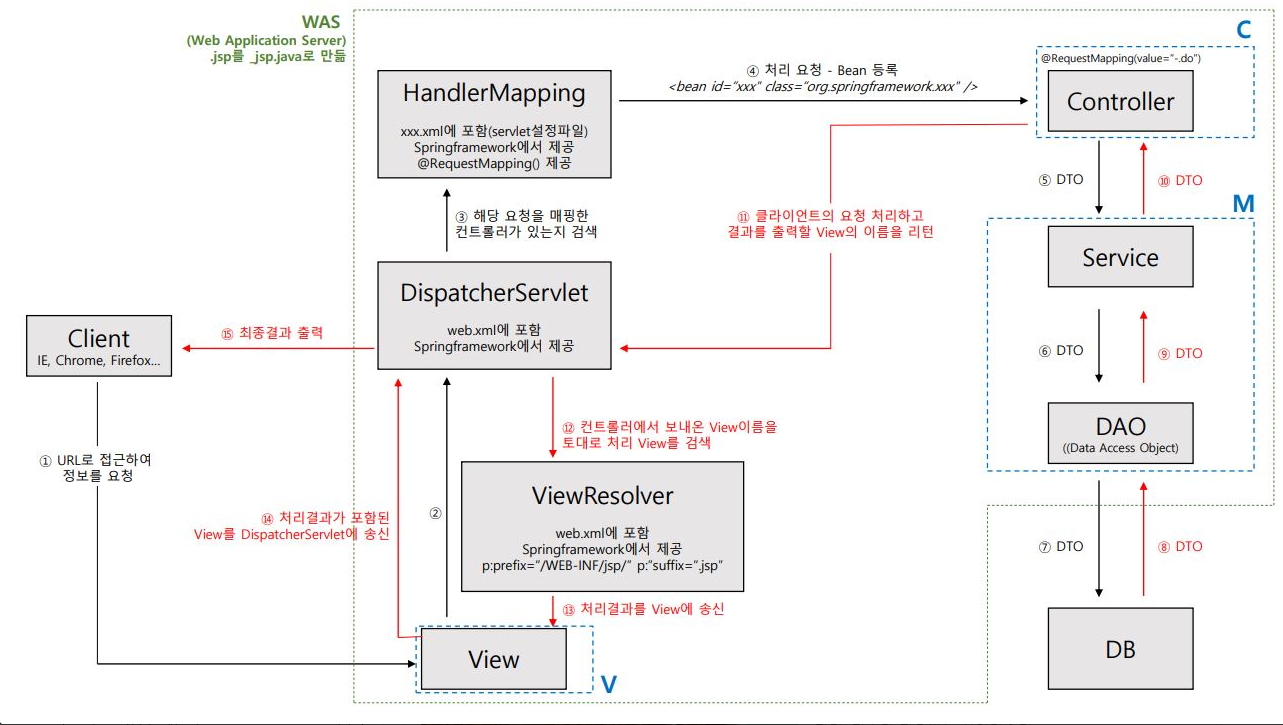 WAS
(Web Application Server)
.jsp를 _jsp.java로 만듦
C
④ 처리 요청 - Bean 등록
<bean id="xxx" class="org.springframework.xxx" />
@RequestMapping(value="-.do")
HandlerMapping
xxx.xml에 포함(servlet설정파일)
Springframework에서 제공
@RequestMapping() 제공
Controller
③ 해당 요청을 매핑한
컨트롤러가 있는지 검색
⑪ 클라이언트의 요청 처리하고
결과를 출력할 View의 이름을 리턴
⑤ DTO
⑩ DTO
M
Service
DispatcherServlet
web.xml에 포함
Springframework에서 제공
Client
IE, Chrome, Firefox...
⑮ 최종결과 출력
⑥ DTO
⑨ DTO
DAO
((Data Access Object)
⑫ 컨트롤러에서 보내온 View이름을
토대로 처리 View를 검색
① URL로 접근하여
정보를 요청
ViewResolver
web.xml에 포함
Springframework에서 제공
p:prefix="/WEB-INF/jsp/" p:"suffix=".jsp"
⑭ 처리결과가 포함된
View를 DispatcherServlet에 송신
②
⑦ DTO
⑧ DTO
⑬ 처리결과를 View에 송신
View
V
DB